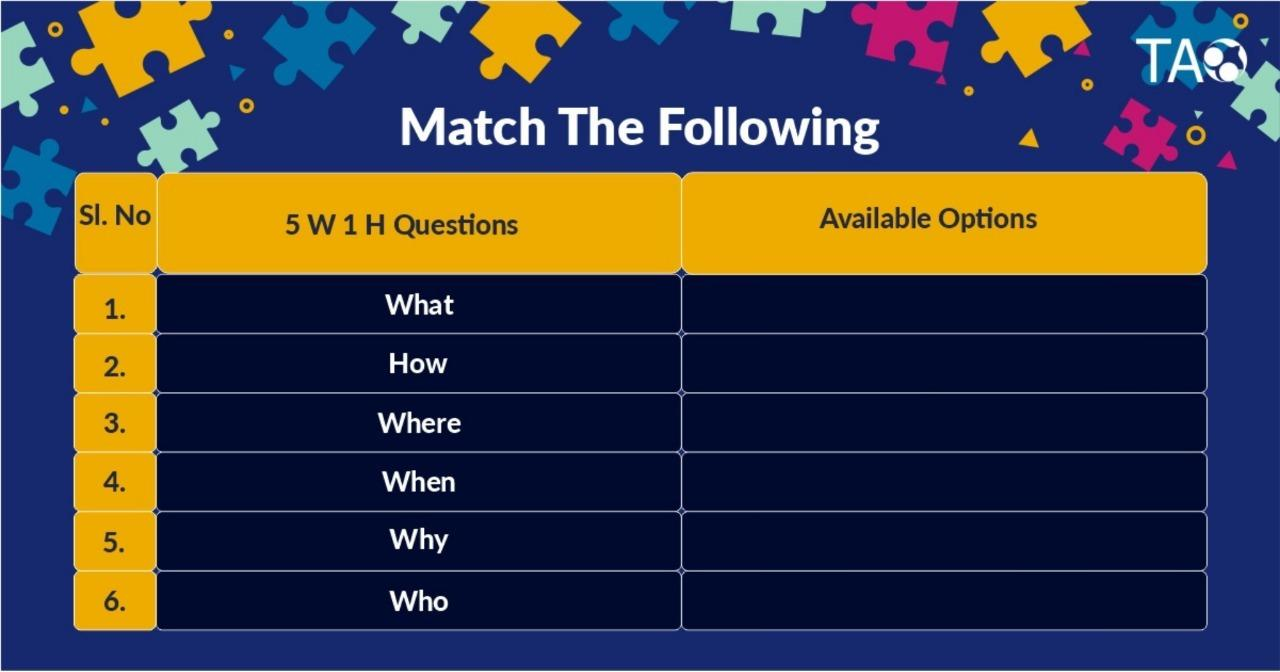 TAO
Match The Following
Sl. No
5 W 1 H Questions
Available Options
1.
What
2.
How
3.
Where
4.
When
5.
Why
6.
Who